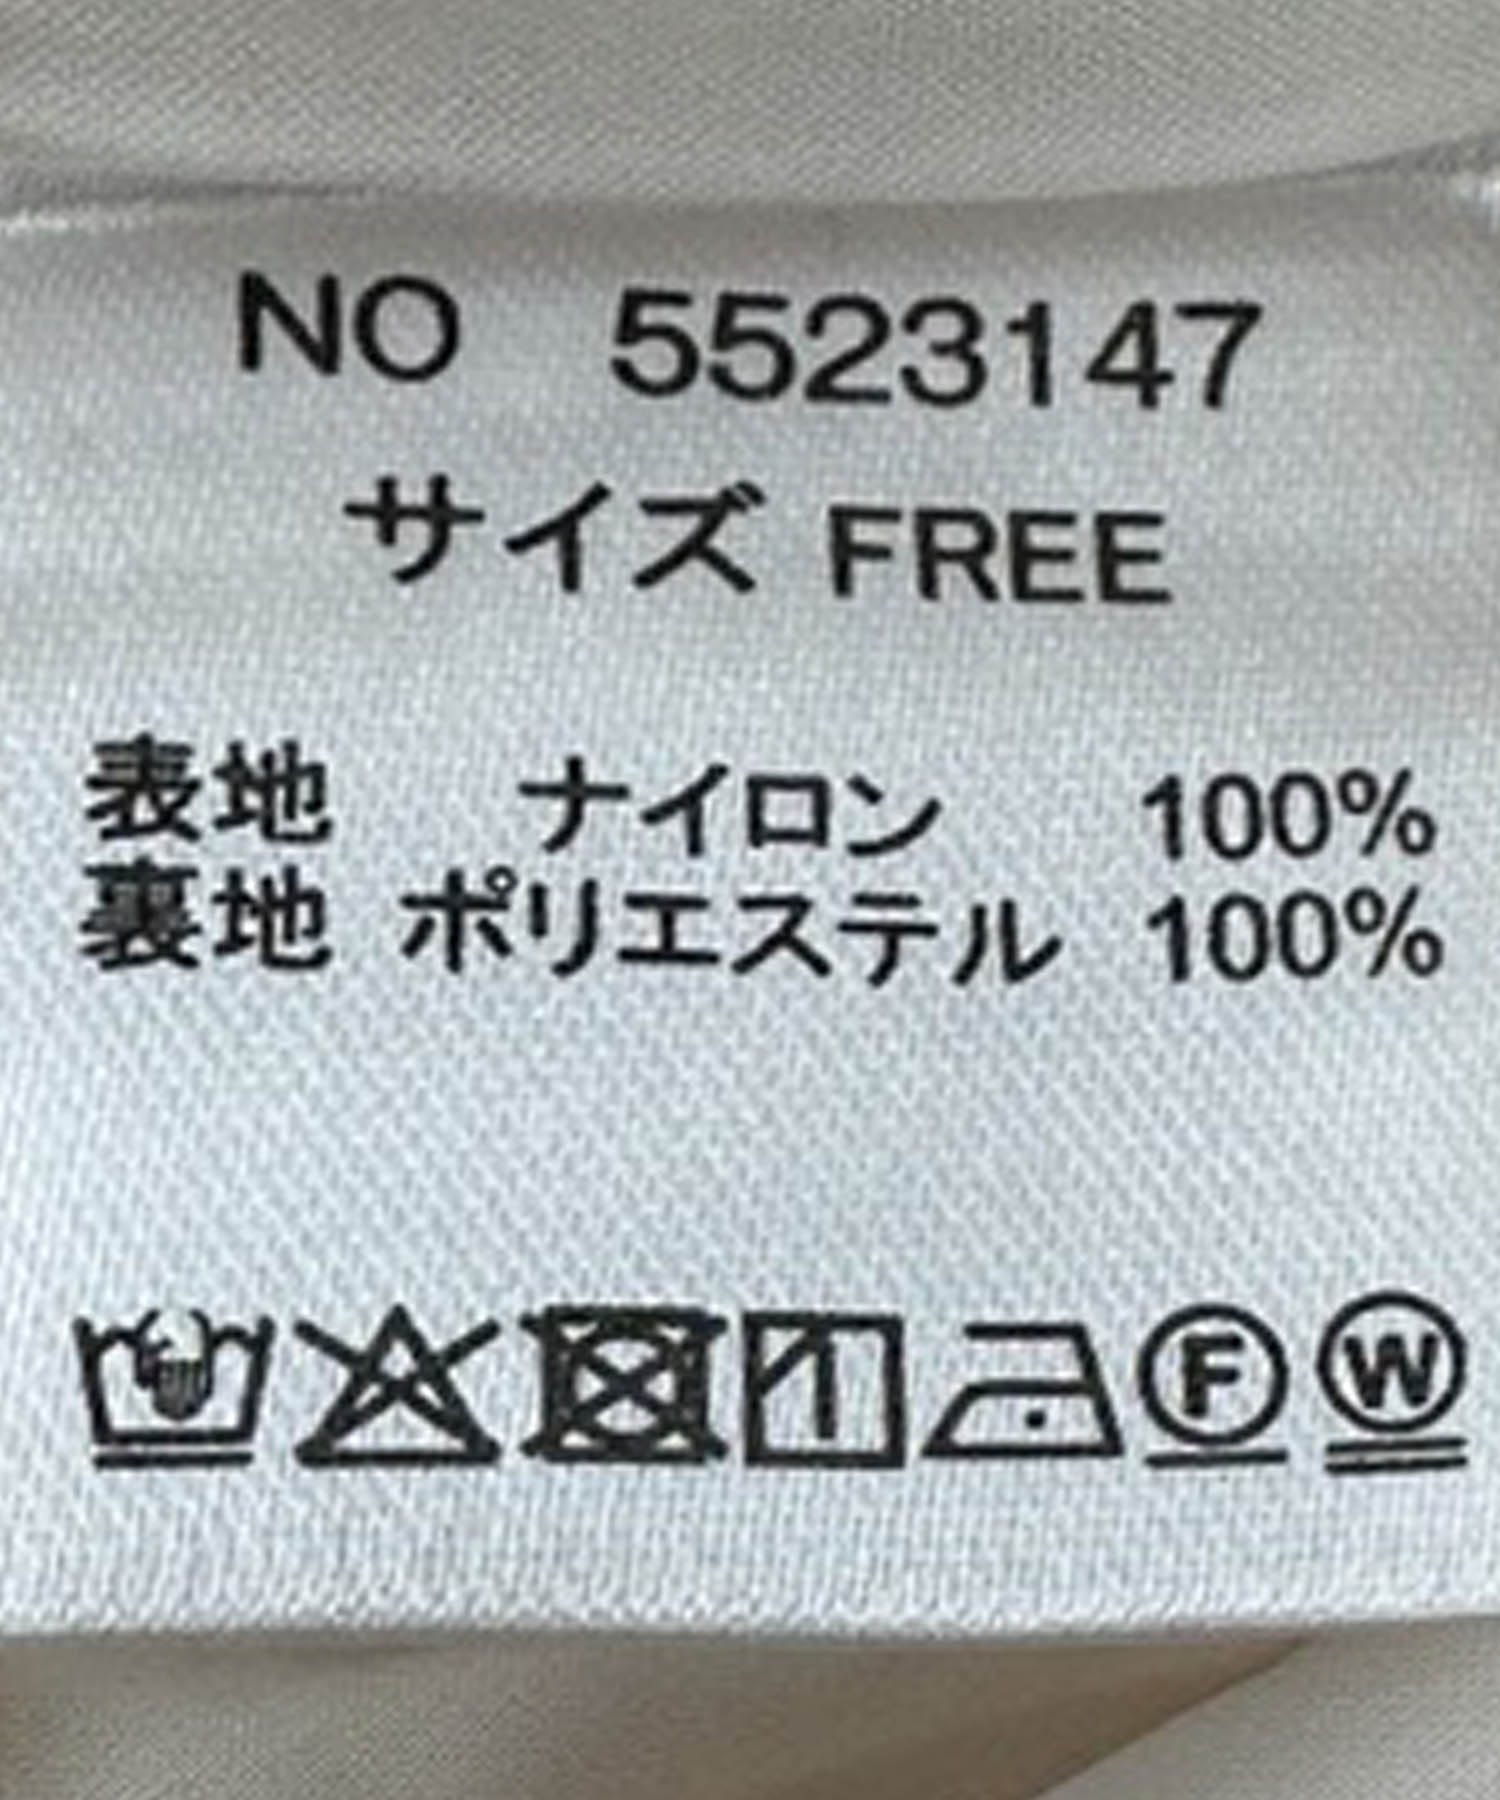 NO 5523147
サイズ FREE
表地 ナイロン 100%
裏地 ポリエステル 100%
F W